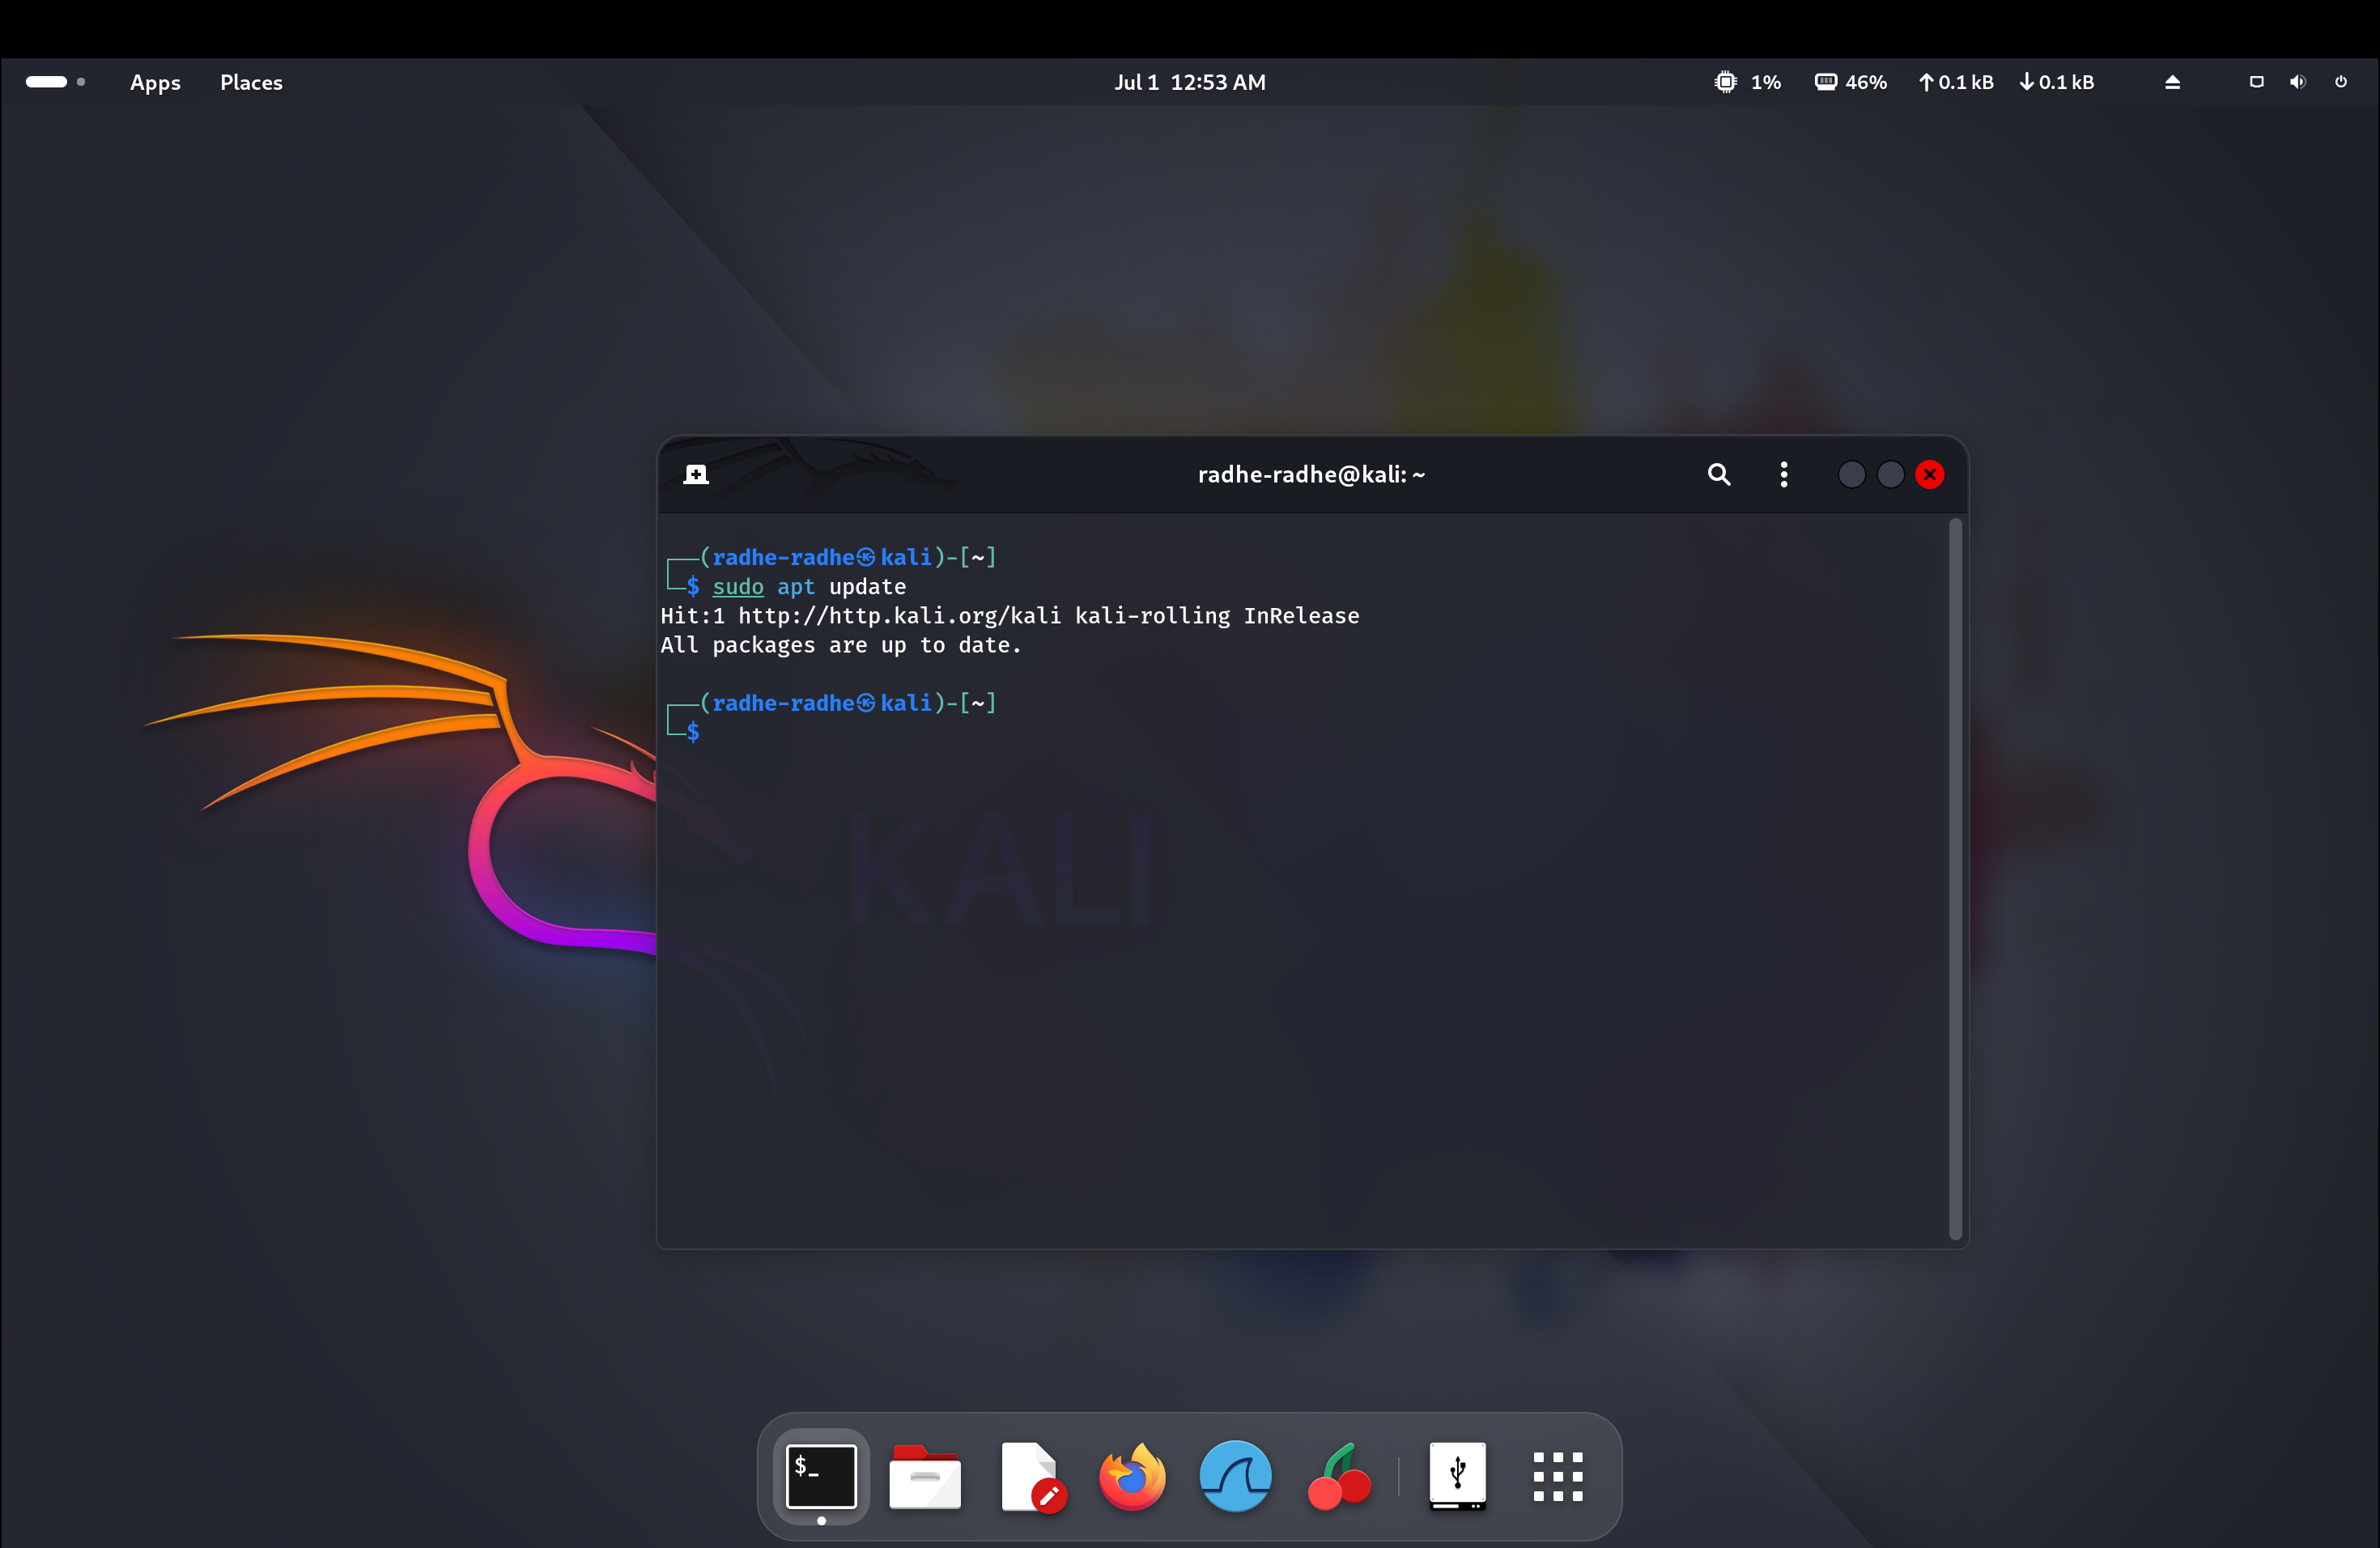 Apps Places Jul 1 12:53 AM 1% 46% 0.1 kB 0.1 kB
radhe-radhe@kali: ~
┌──(radhe-radhe㉿kali)-[~]
└─$ sudo apt update
Hit:1 http://http.kali.org/kali kali-rolling InRelease
All packages are up to date.
┌──(radhe-radhe㉿kali)-[~]
└─$
KALI
$_